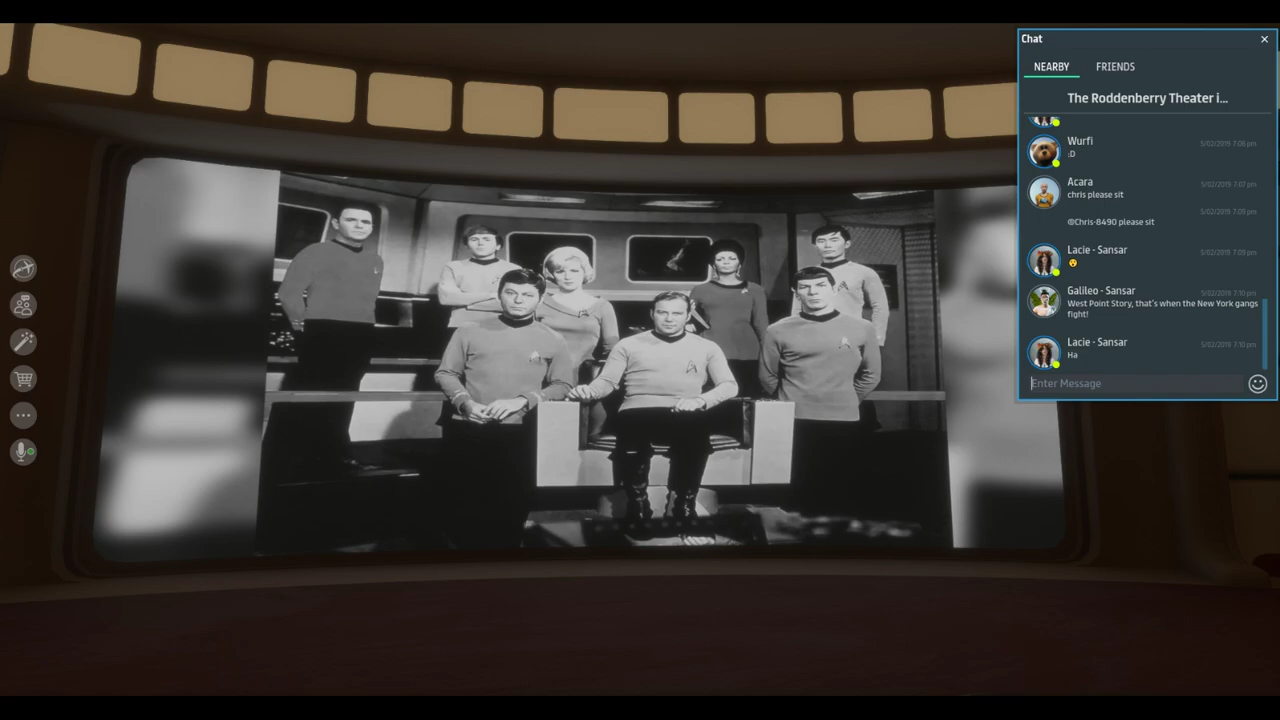 Chat
NEARBY FRIENDS
The Roddenberry Theater i...
Wurfi 5/02/2019 7:06 pm
;D
Acara 5/02/2019 7:07 pm
chris please sit
5/02/2019 7:09 pm
@Chris-8490 please sit
Lacie - Sansar 5/02/2019 7:09 pm
Galileo - Sansar 5/02/2019 7:10 pm
West Point Story, that's when the New York gangs
fight!
Lacie - Sansar 5/02/2019 7:10 pm
Ha
Enter Message